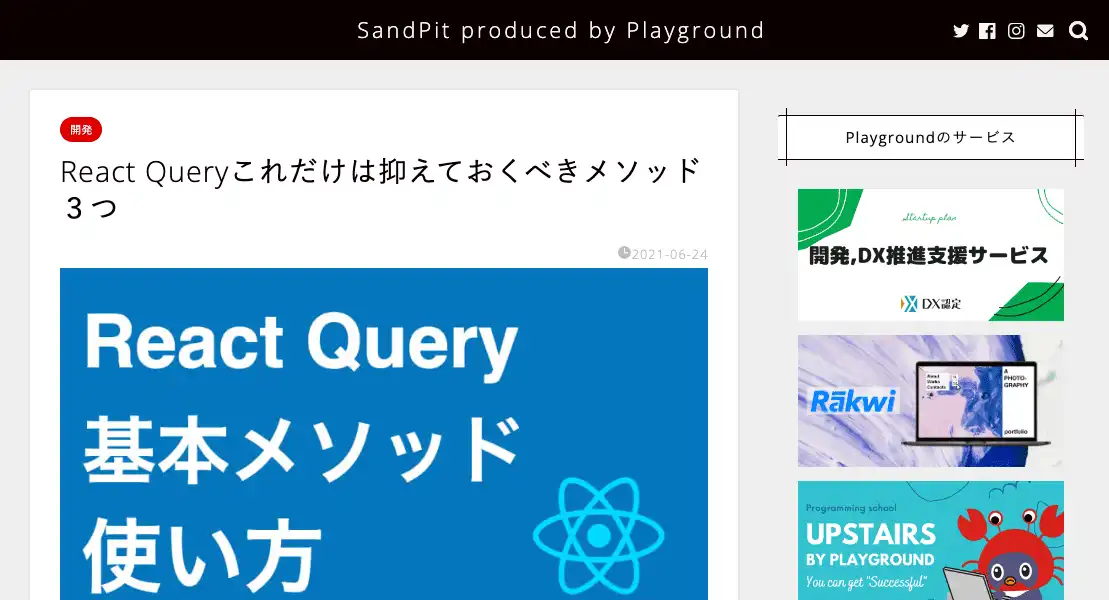 SandPit produced by Playground
開発
React Queryこれだけは抑えておくべきメソッド
３つ
2021-06-24
React Query
基本メソッド
使い方
Playgroundのサービス
Startup plan
開発,DX推進支援サービス
DX認定
Rākwi
A
PHOTO-
GRAPHY
portfolio
Programming school
UPSTAIRS
BY PLAYGROUND
You can get "Successful"